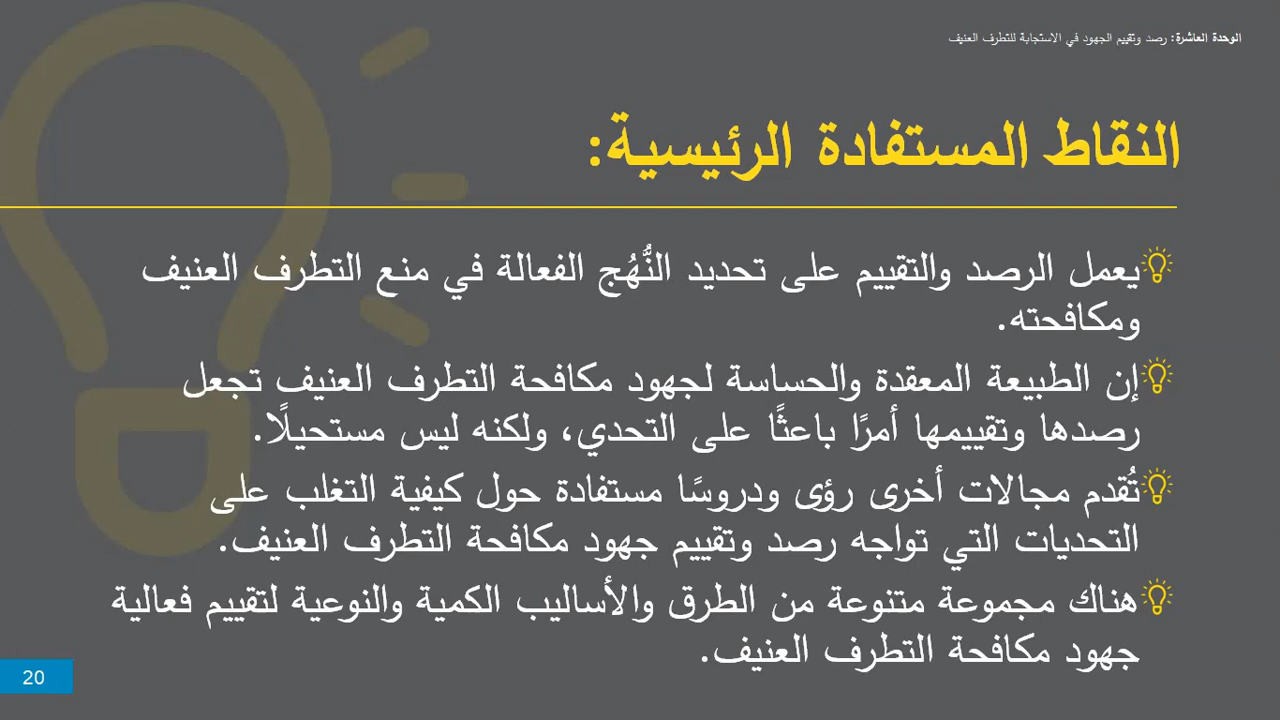 الوحدة العاشرة: رصد وتقييم الجهود في الاستجابة للتطرف العنيف
النقاط المستفادة الرئيسية:
يعمل الرصد والتقييم على تحديد النُّهُج الفعالة في منع التطرف العنيف
ومكافحته.
إن الطبيعة المعقدة والحساسة لجهود مكافحة التطرف العنيف تجعل
رصدها وتقييمها أمرًا باعثًا على التحدي، ولكنه ليس مستحيلًا.
تُقدم مجالات أخرى رؤى ودروسًا مستفادة حول كيفية التغلب على
التحديات التي تواجه رصد وتقييم جهود مكافحة التطرف العنيف.
هناك مجموعة متنوعة من الطرق والأساليب الكمية والنوعية لتقييم فعالية
جهود مكافحة التطرف العنيف.
20